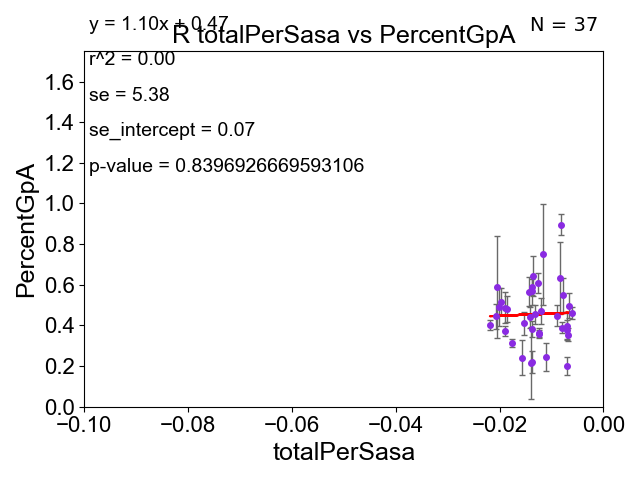 y = 1.10x + 0.47
N = 37
R totalPerSasa vs PercentGpA
r^2 = 0.00
se = 5.38
se_intercept = 0.07
p-value = 0.8396926669593106
PercentGpA
1.6
1.4
1.2
1.0
0.8
0.6
0.4
0.2
0.0
−0.10 −0.08 −0.06 −0.04 −0.02 0.00
totalPerSasa